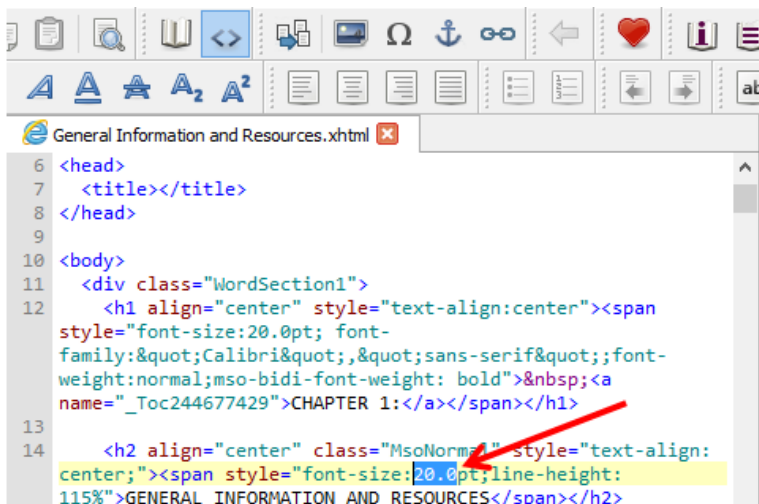 A A A A₂ A²
ab
General Information and Resources.xhtml
6 <head>
7 <title></title>
8 </head>
9
10 <body>
11 <div class="WordSection1">
12 <h1 align="center" style="text-align:center"><span
style="font-size:20.0pt; font-
family:&quot;Calibri&quot;,&quot;sans-serif&quot;;font-
weight:normal;mso-bidi-font-weight: bold">&nbsp;<a
name="_Toc244677429">CHAPTER 1:</a></span></h1>
13
14 <h2 align="center" class="MsoNormal" style="text-align:
center;"><span style="font-size:20.0pt;line-height:
115%">GENERAL INFORMATION AND RESOURCES</span></h2>